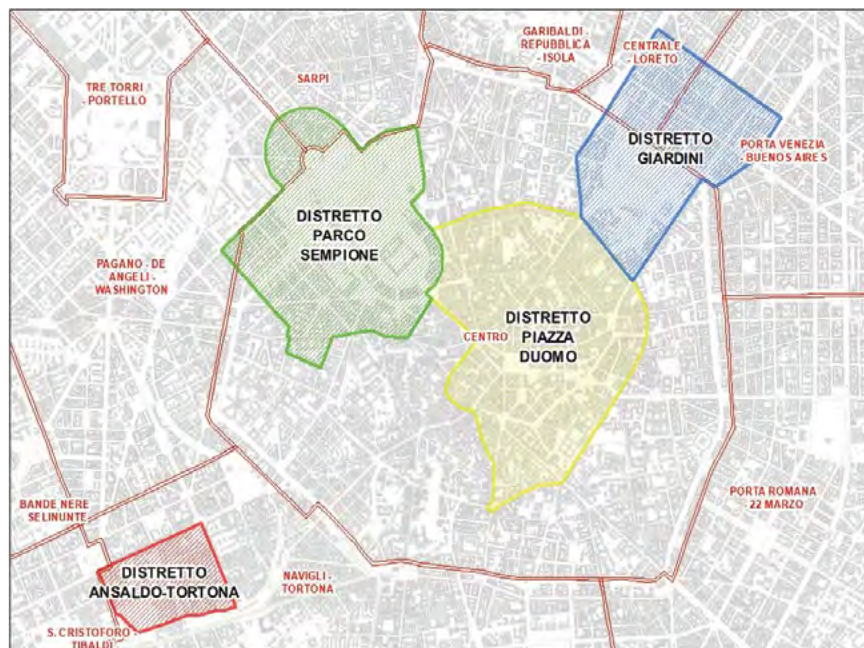 GARIBALDI -
REPUBBLICA
- ISOLA
CENTRALE
- LORETO
SARPI
TRE TORRI
- PORTELLO
DISTRETTO
GIARDINI
PORTA VENEZIA
- BUENOS AIRES
DISTRETTO
PARCO
SEMPIONE
PAGANO - DE
ANGELI -
WASHINGTON
DISTRETTO
PIAZZA
DUOMO
CENTRO
BANDE NERE
SELINUNTE
PORTA ROMANA
- 22 MARZO
DISTRETTO
ANSALDO-TORTONA
NAVIGLI -
TORTONA
S. CRISTOFORO -
TIBALDI